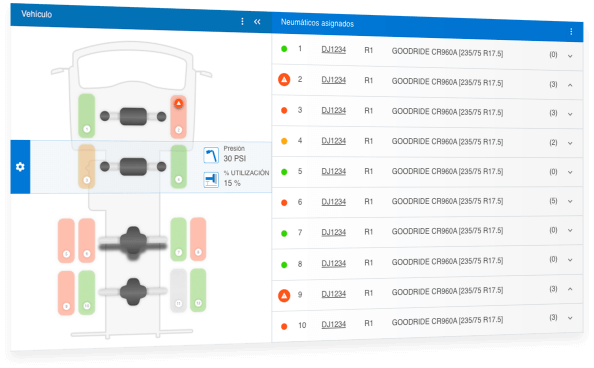 Vehículo
Neumáticos asignados
1 DJ1234 R1 GOODRIDE CR960A [235/75 R17.5] (0)
2 DJ1234 R1 GOODRIDE CR960A [235/75 R17.5] (3)
3 DJ1234 R1 GOODRIDE CR960A [235/75 R17.5] (3)
4 DJ1234 R1 GOODRIDE CR960A [235/75 R17.5] (2)
5 DJ1234 R1 GOODRIDE CR960A [235/75 R17.5] (0)
6 DJ1234 R1 GOODRIDE CR960A [235/75 R17.5] (5)
7 DJ1234 R1 GOODRIDE CR960A [235/75 R17.5] (0)
8 DJ1234 R1 GOODRIDE CR960A [235/75 R17.5] (0)
9 DJ1234 R1 GOODRIDE CR960A [235/75 R17.5] (3)
10 DJ1234 R1 GOODRIDE CR960A [235/75 R17.5] (3)
Presión
30 PSI
% UTILIZACIÓN
15 %